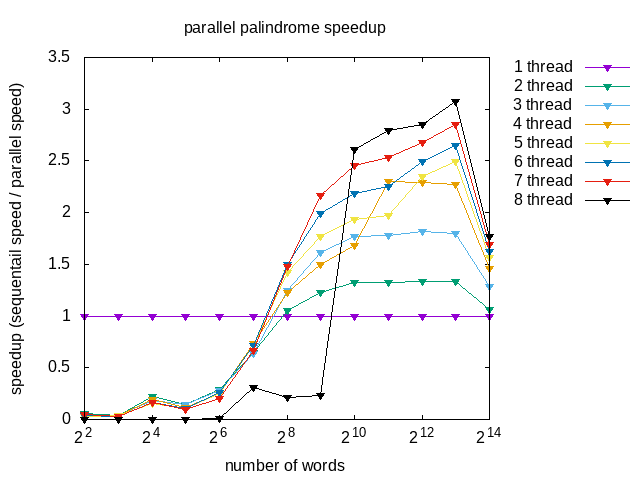 parallel palindrome speedup
speedup (sequentail speed / parallel speed)
3.5
3
2.5
2
1.5
1
0.5
0
2^2
2^4
2^6
2^8
2^10
2^12
2^14
number of words
1 thread
2 thread
3 thread
4 thread
5 thread
6 thread
7 thread
8 thread